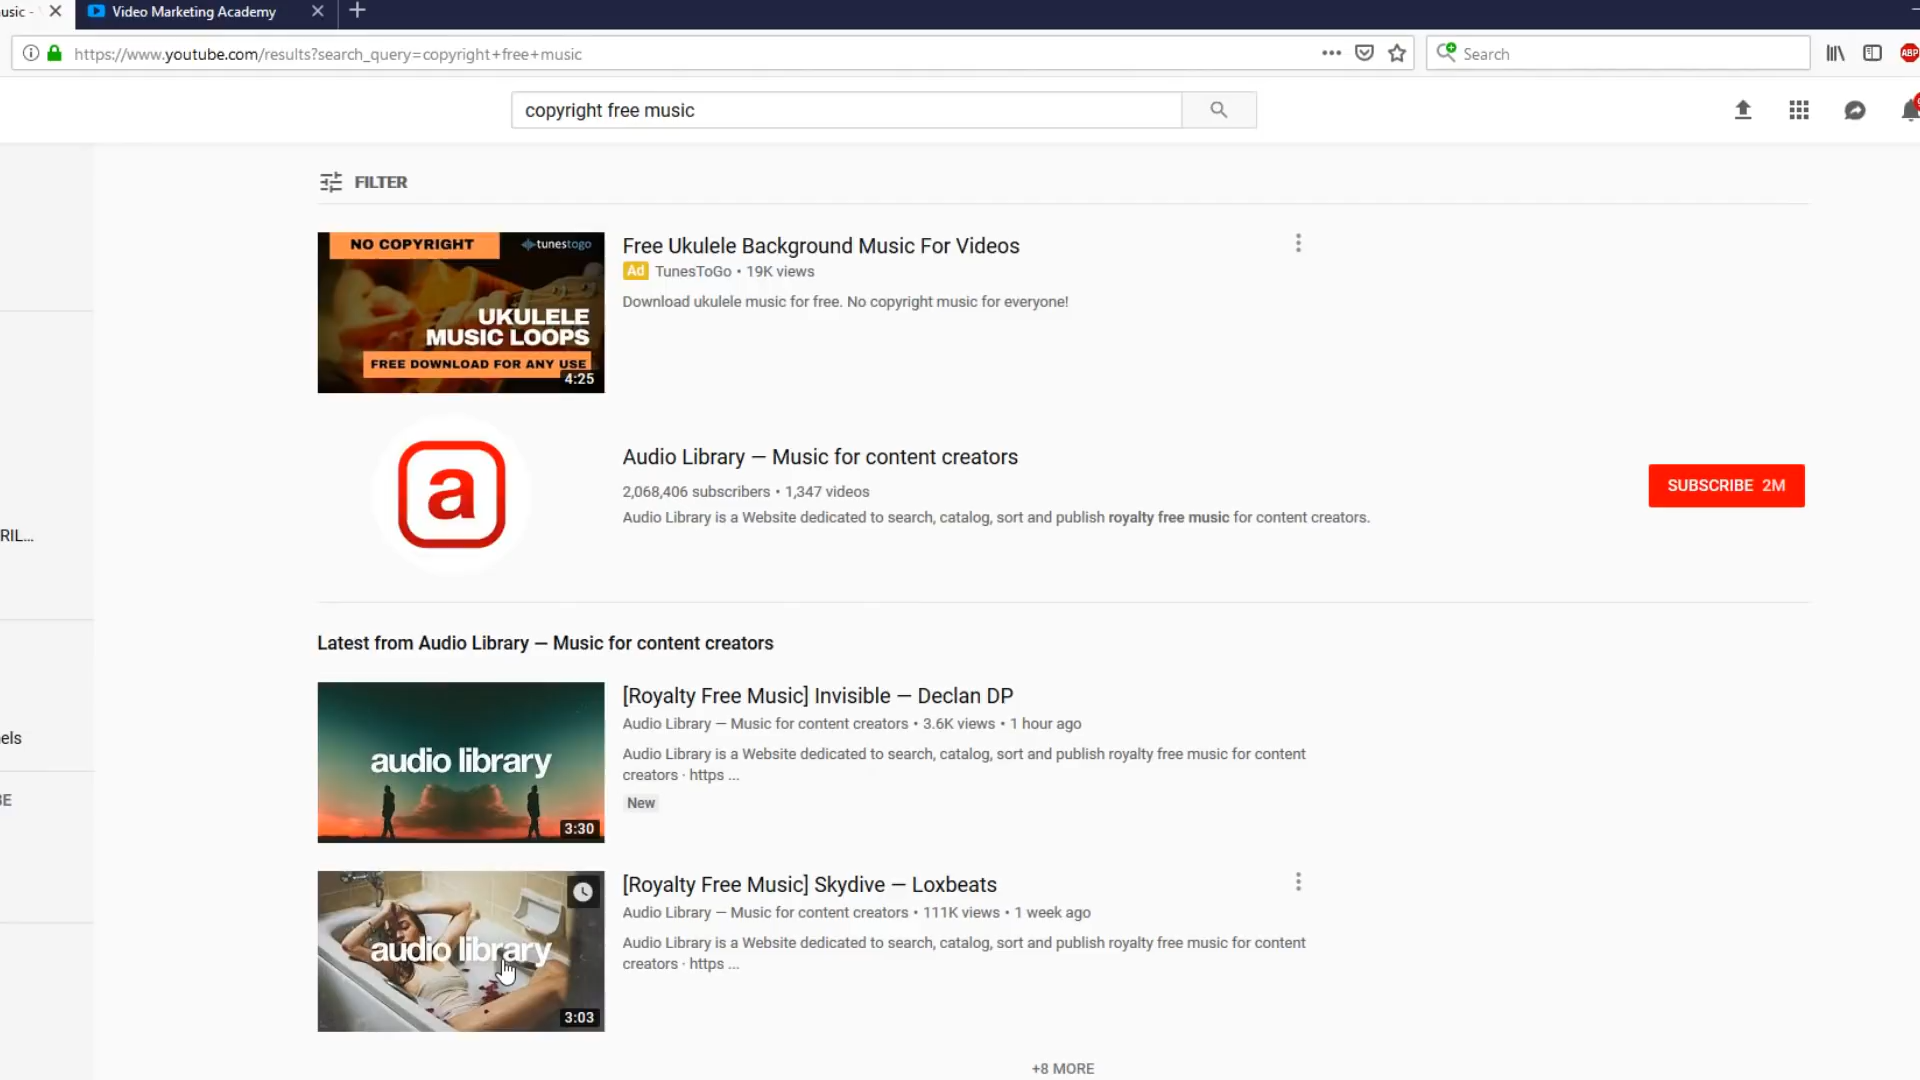 usic -
Video Marketing Academy
https://www.youtube.com/results?search_query=copyright+free+music
Search
ABP
copyright free music
FILTER
NO COPYRIGHT
tunestogo
UKULELE
MUSIC LOOPS
FREE DOWNLOAD FOR ANY USE
4:25
Free Ukulele Background Music For Videos
Ad TunesToGo • 19K views
Download ukulele music for free. No copyright music for everyone!
a
Audio Library — Music for content creators
2,068,406 subscribers • 1,347 videos
Audio Library is a Website dedicated to search, catalog, sort and publish royalty free music for content creators.
SUBSCRIBE 2M
RIL...
Latest from Audio Library — Music for content creators
audio library
3:30
[Royalty Free Music] Invisible — Declan DP
Audio Library — Music for content creators • 3.6K views • 1 hour ago
Audio Library is a Website dedicated to search, catalog, sort and publish royalty free music for content
creators · https ...
New
els
BE
audio library
3:03
[Royalty Free Music] Skydive — Loxbeats
Audio Library — Music for content creators • 111K views • 1 week ago
Audio Library is a Website dedicated to search, catalog, sort and publish royalty free music for content
creators · https ...
+8 MORE